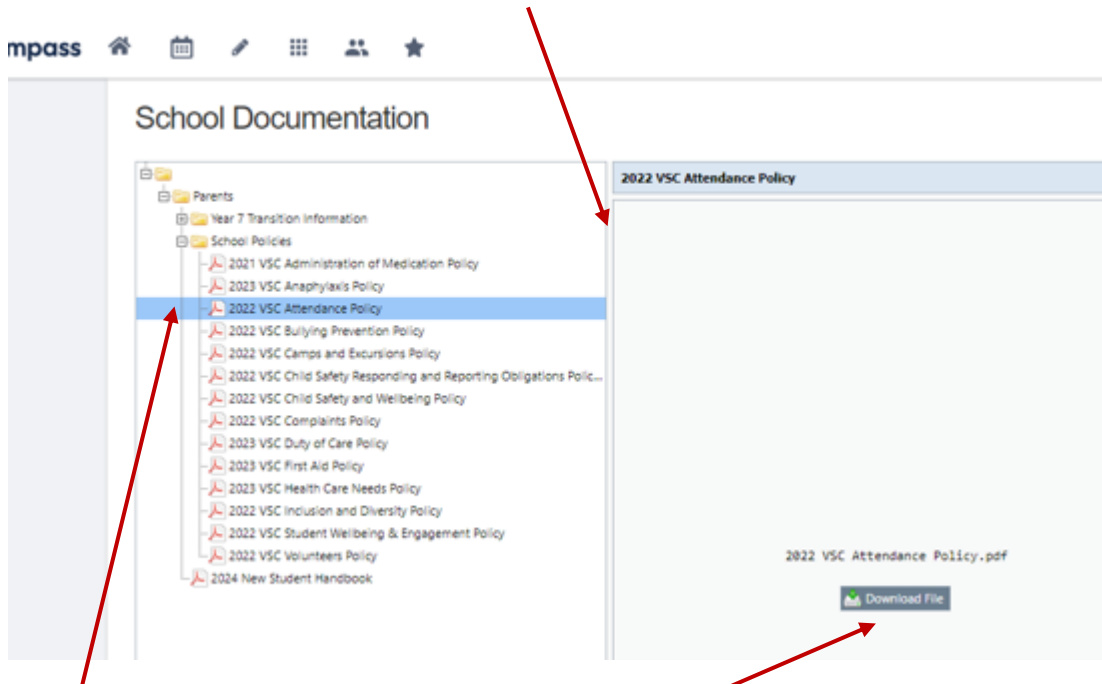 mpass
School Documentation
Parents
Year 7 Transition Information
School Policies
2021 VSC Administration of Medication Policy
2023 VSC Anaphylaxis Policy
2022 VSC Attendance Policy
2022 VSC Bullying Prevention Policy
2022 VSC Camps and Excursions Policy
2022 VSC Child Safety Responding and Reporting Obligations Polic...
2022 VSC Child Safety and Wellbeing Policy
2022 VSC Complaints Policy
2023 VSC Duty of Care Policy
2023 VSC First Aid Policy
2023 VSC Health Care Needs Policy
2022 VSC Inclusion and Diversity Policy
2022 VSC Student Wellbeing & Engagement Policy
2022 VSC Volunteers Policy
2024 New Student Handbook
2022 VSC Attendance Policy
2022 VSC Attendance Policy.pdf
Download File